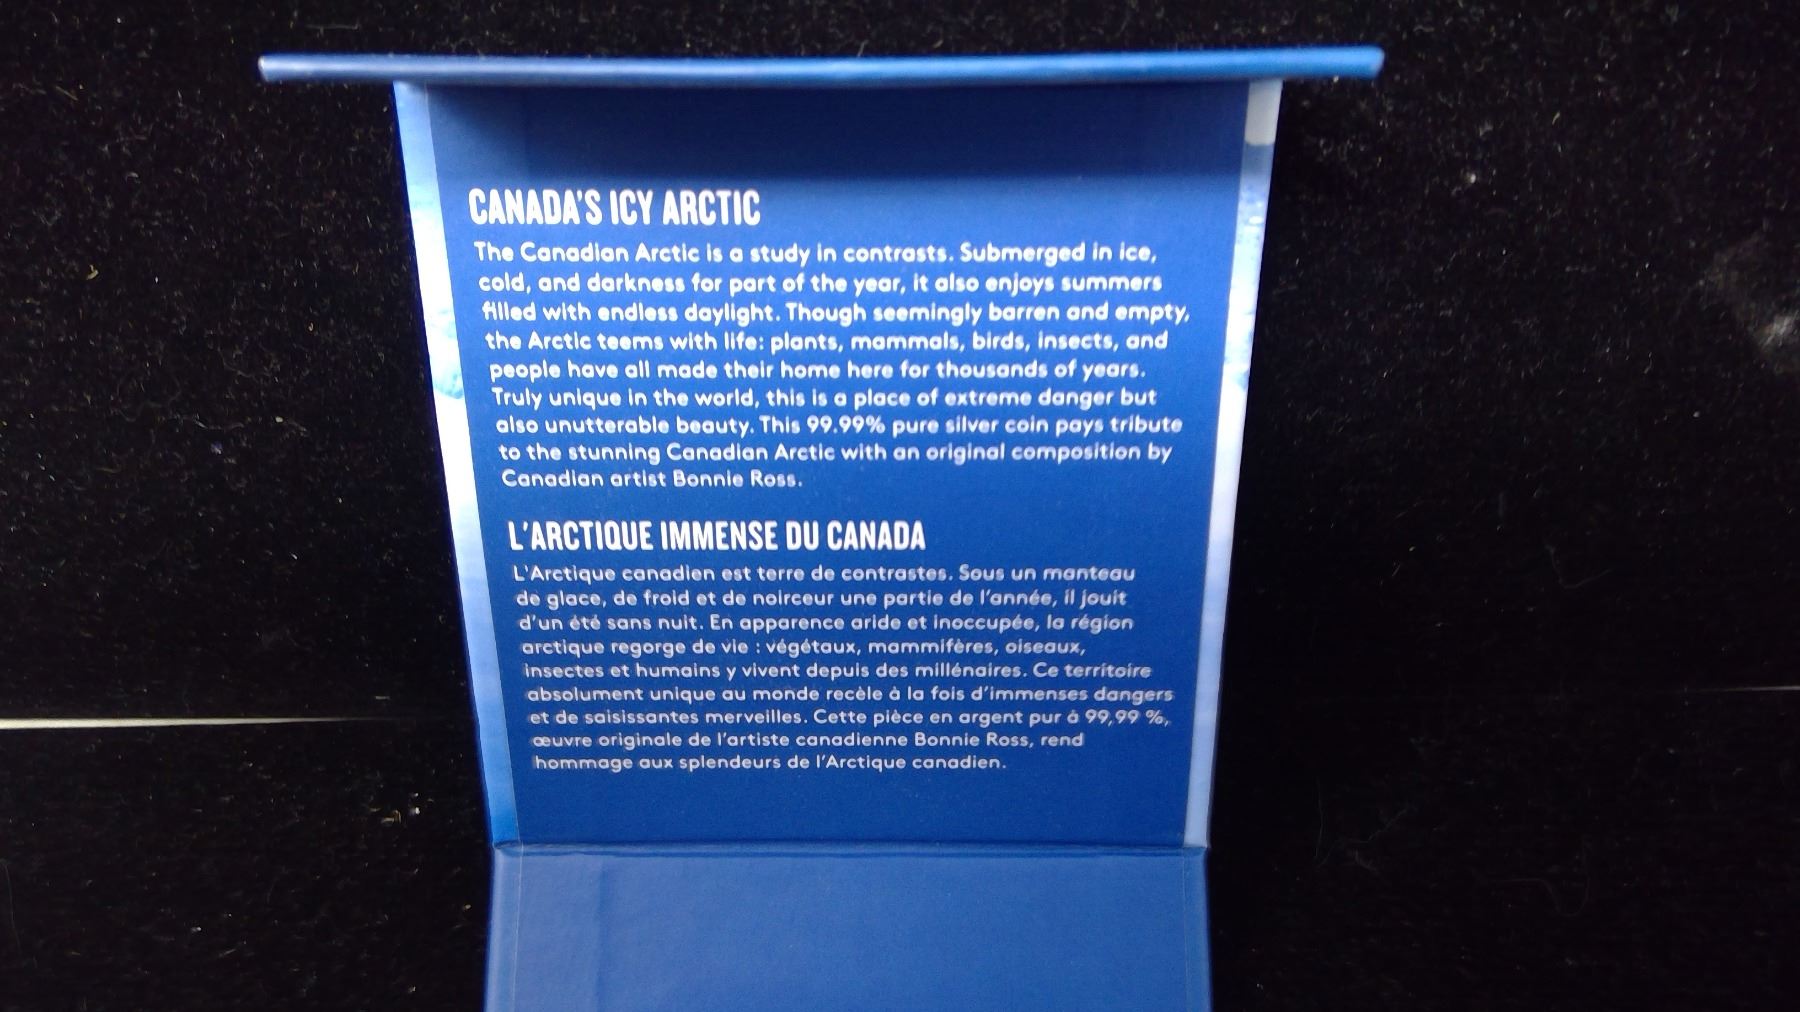 CANADA'S ICY ARCTIC
The Canadian Arctic is a study in contrasts. Submerged in ice,
cold, and darkness for part of the year, it also enjoys summers
filled with endless daylight. Though seemingly barren and empty,
the Arctic teems with life: plants, mammals, birds, insects, and
people have all made their home here for thousands of years.
Truly unique in the world, this is a place of extreme danger but
also unutterable beauty. This 99.99% pure silver coin pays tribute
to the stunning Canadian Arctic with an original composition by
Canadian artist Bonnie Ross.
L'ARCTIQUE IMMENSE DU CANADA
L'Arctique canadien est terre de contrastes. Sous un manteau
de glace, de froid et de noirceur une partie de l'année, il jouit
d'un été sans nuit. En apparence aride et inoccupée, la région
arctique regorge de vie : végétaux, mammifères, oiseaux,
insectes et humains y vivent depuis des millénaires. Ce territoire
absolument unique au monde recèle à la fois d'immenses dangers
et de saisissantes merveilles. Cette pièce en argent pur à 99,99 %,
œuvre originale de l'artiste canadienne Bonnie Ross, rend
hommage aux splendeurs de l'Arctique canadien.